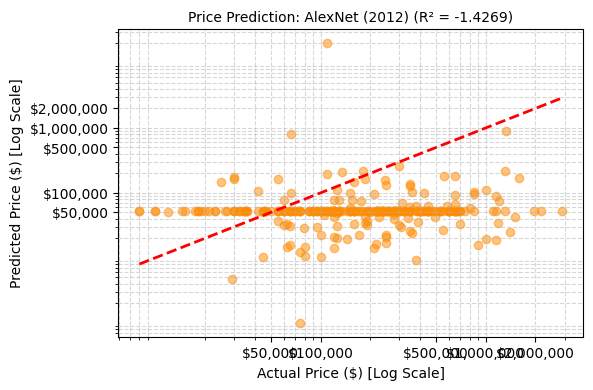 Price Prediction: AlexNet (2012) (R² = -1.4269)
Predicted Price ($) [Log Scale]
$2,000,000
$1,000,000
$500,000
$100,000
$50,000
$50,000 $100,000 $500,000 $1,000,000 $2,000,000
Actual Price ($) [Log Scale]